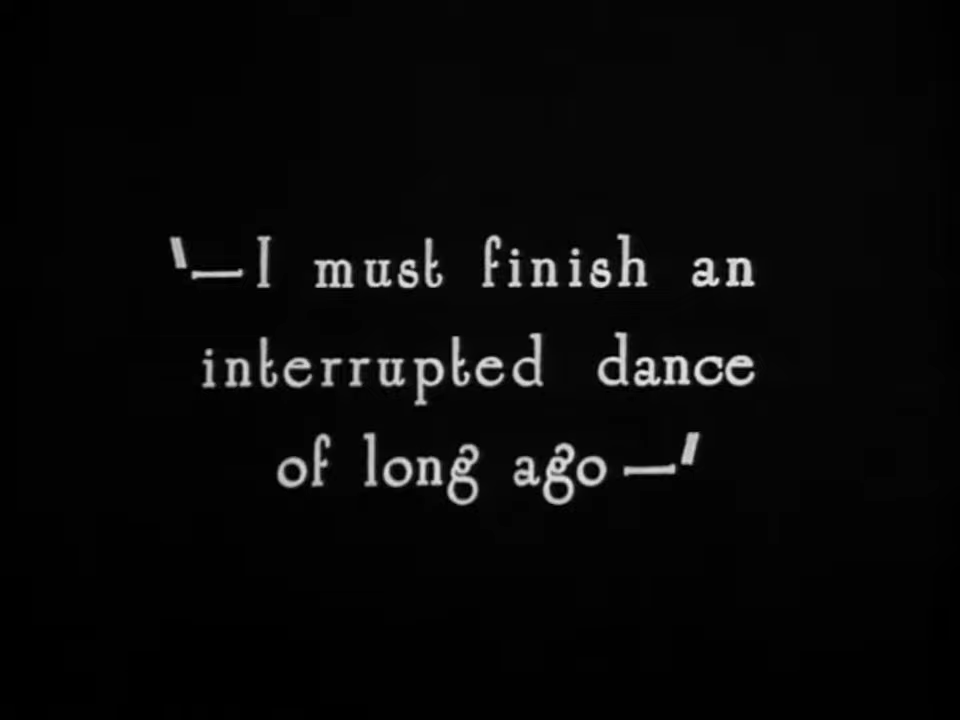 '—I must finish an
interrupted dance
of long ago—'